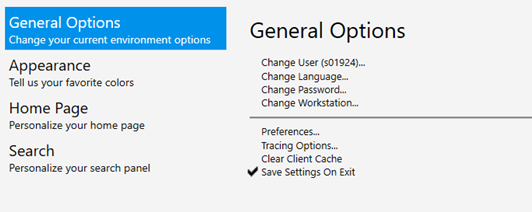 General Options
Change your current environment options
Appearance
Tell us your favorite colors
Home Page
Personalize your home page
Search
Personalize your search panel
General Options
Change User (s01924)...
Change Language...
Change Password...
Change Workstation...
Preferences...
Tracing Options...
Clear Client Cache
Save Settings On Exit